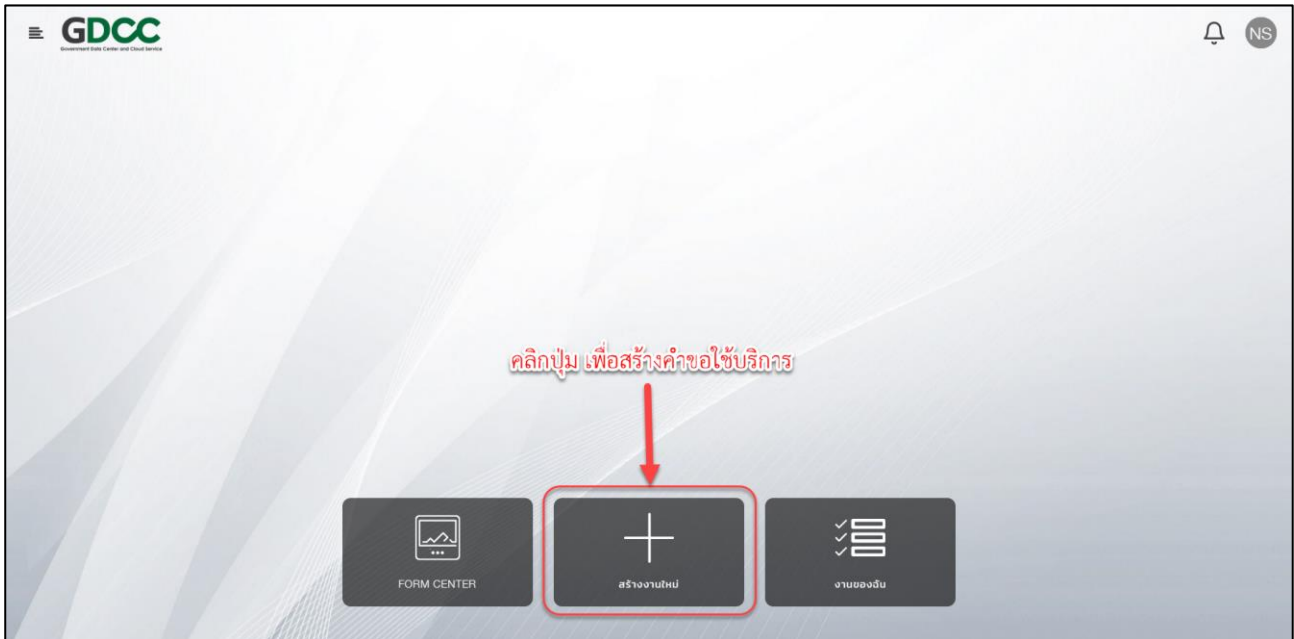 GDCC
Government Data Center and Cloud Service
NS
คลิกปุ่ม เพื่อสร้างคำขอใช้บริการ
FORM CENTER
สร้างงานใหม่
งานของฉัน